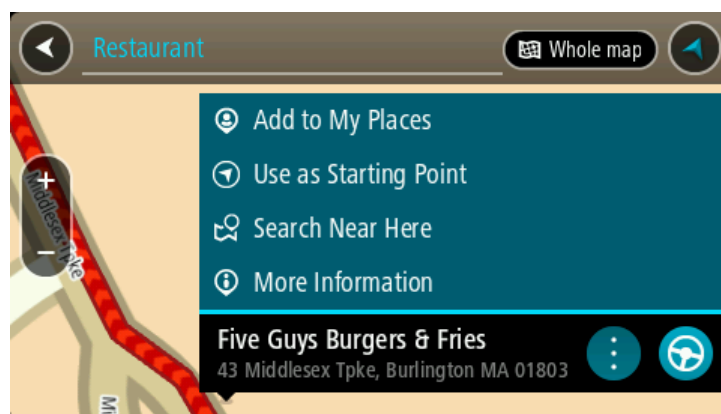 Restaurant
Whole map
Add to My Places
Use as Starting Point
Search Near Here
More Information
Five Guys Burgers & Fries
43 Middlesex Tpke, Burlington MA 01803
+
−
Middlesex Tpke
Mi